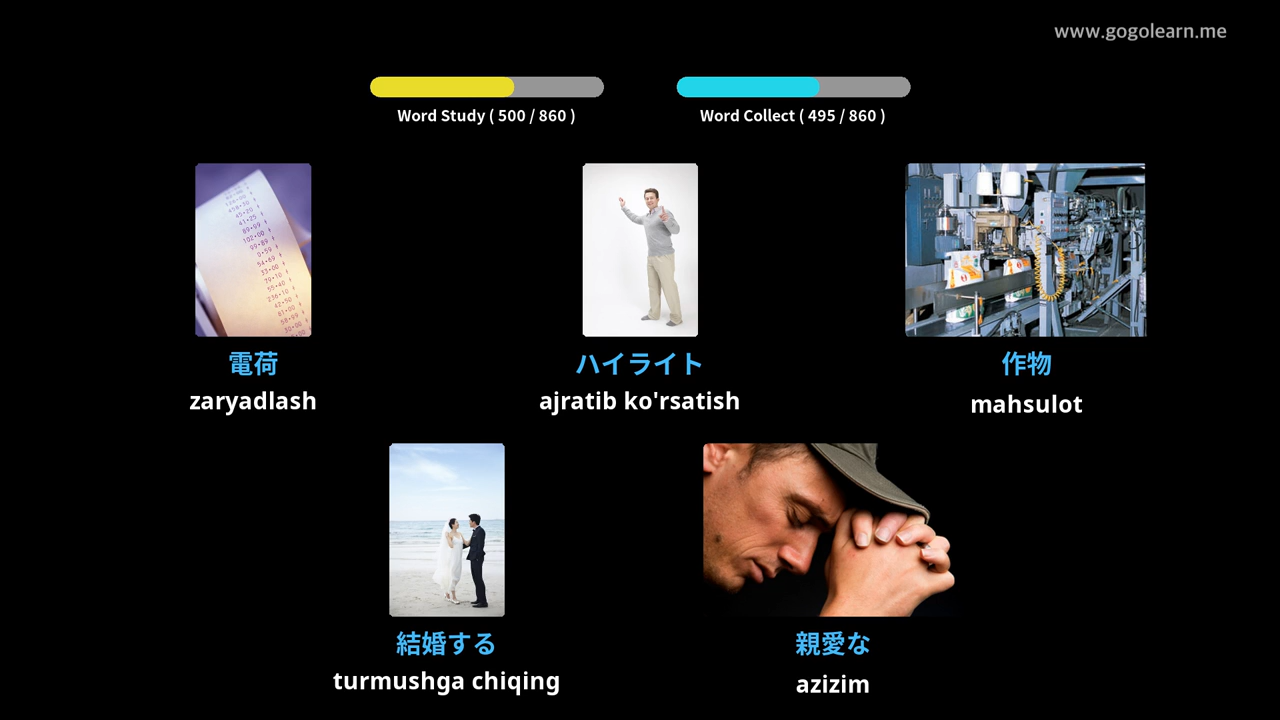 www.gogolearn.me
Word Study ( 500 / 860 )
Word Collect ( 495 / 860 )
電荷
zaryadlash
ハイライト
ajratib ko'rsatish
作物
mahsulot
結婚する
turmushga chiqing
親愛な
azizim